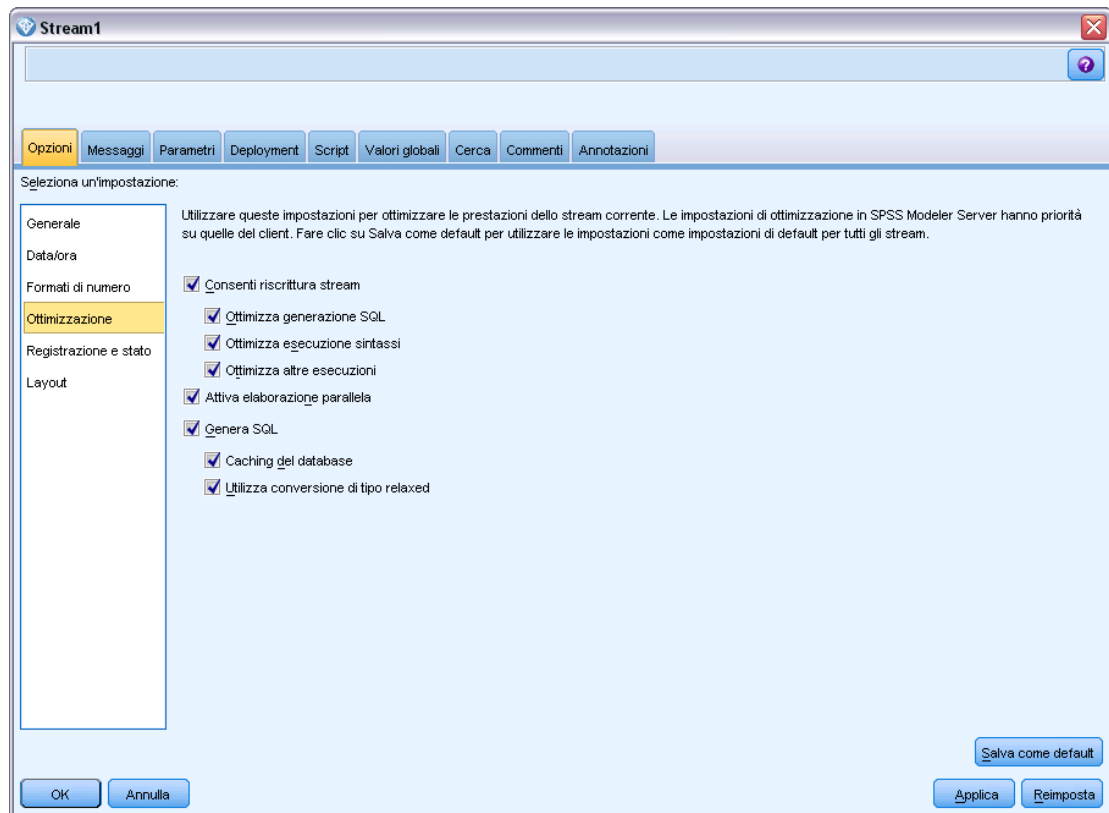 Stream1
Opzioni
Messaggi
Parametri
Deployment
Script
Valori globali
Cerca
Commenti
Annotazioni
Seleziona un'impostazione:
Generale
Data/ora
Formati di numero
Ottimizzazione
Registrazione e stato
Layout
Utilizzare queste impostazioni per ottimizzare le prestazioni dello stream corrente. Le impostazioni di ottimizzazione in SPSS Modeler Server hanno priorità
su quelle del client. Fare clic su Salva come default per utilizzare le impostazioni come impostazioni di default per tutti gli stream.
Consenti riscrittura stream
Ottimizza generazione SQL
Ottimizza esecuzione sintassi
Ottimizza altre esecuzioni
Attiva elaborazione parallela
Genera SQL
Caching del database
Utilizza conversione di tipo relaxed
Salva come default
OK
Annulla
Applica
Reimposta